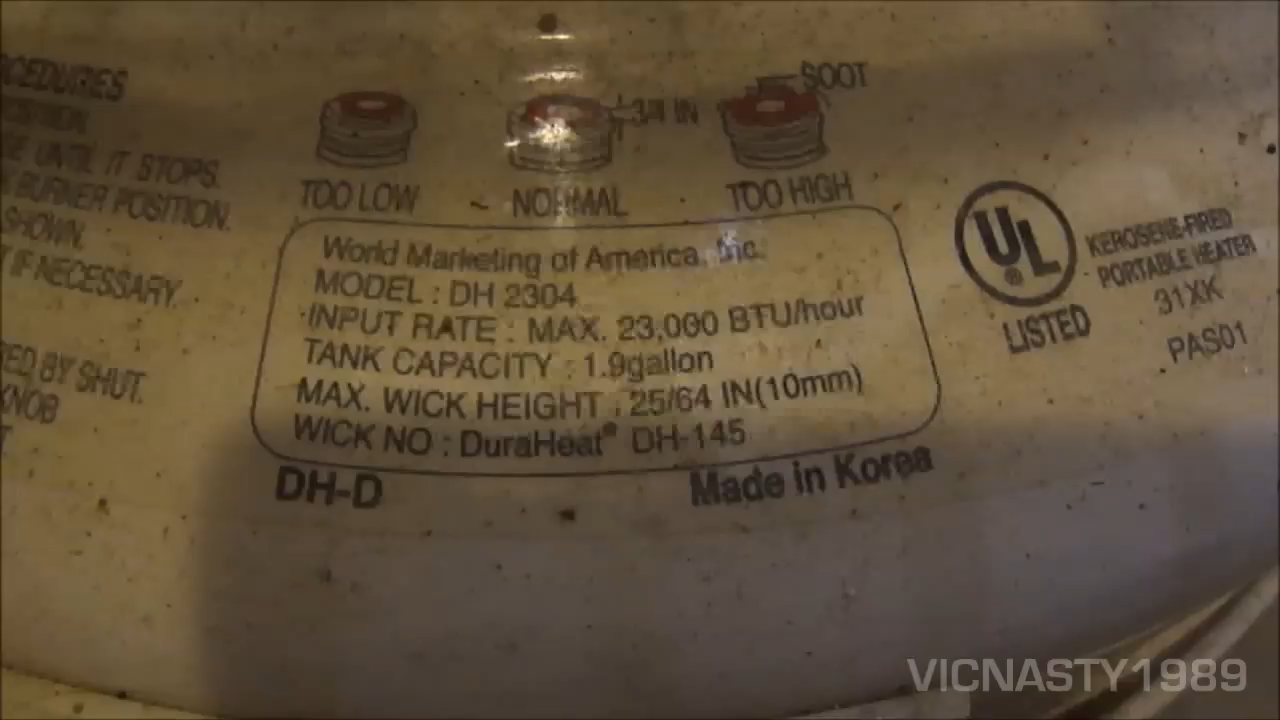 PROCEDURES
UNTIL IT STOPS.
BURNER POSITION.
SHOWN.
IF NECESSARY.
BY SHUT.
KNOB
SOOT
3/4 IN
TOO LOW ~ NORMAL TOO HIGH
World Marketing of America, Inc.
MODEL : DH 2304
INPUT RATE : MAX. 23,000 BTU/hour
TANK CAPACITY : 1.9gallon
MAX. WICK HEIGHT : 25/64 IN(10mm)
WICK NO : DuraHeat® DH-145
DH-D Made in Korea
UL
®
LISTED
KEROSENE-FIRED
PORTABLE HEATER
31XK
PAS01
VICNASTY1989